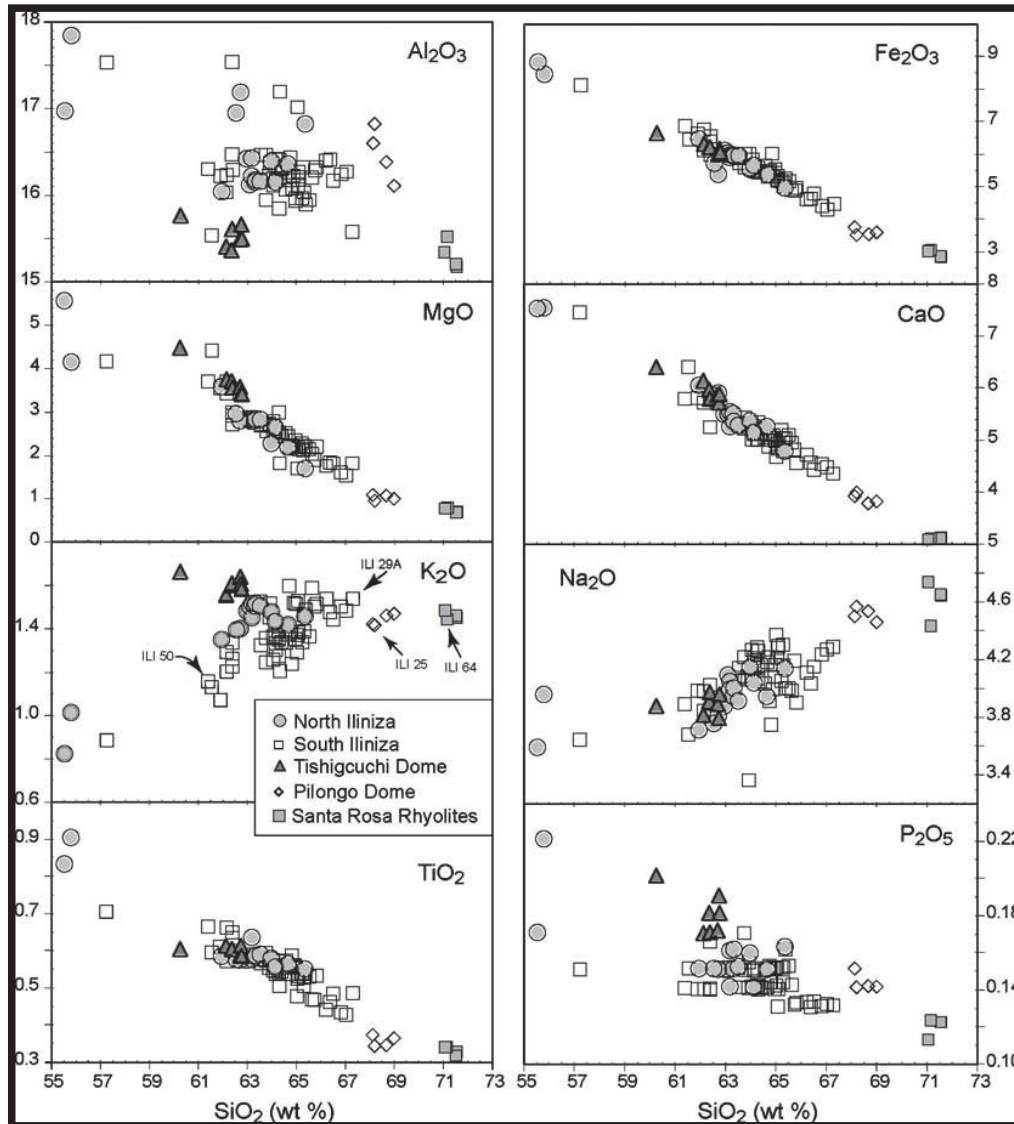 18
17
16
15
Al₂O₃
9
7
5
3
8
Fe₂O₃
5
4
3
2
1
0
MgO
7
6
5
4
5
CaO
1.4
1.0
0.6
K₂O
ILI 29A
ILI 50
ILI 25
ILI 64
North Iliniza
South Iliniza
Tishigcuchi Dome
Pilongo Dome
Santa Rosa Rhyolites
4.6
4.2
3.8
3.4
Na₂O
0.9
0.7
0.5
0.3
TiO₂
0.22
0.18
0.14
0.10
P₂O₅
55 57 59 61 63 65 67 69 71 73
SiO₂ (wt %)
55 57 59 61 63 65 67 69 71 73
SiO₂ (wt %)